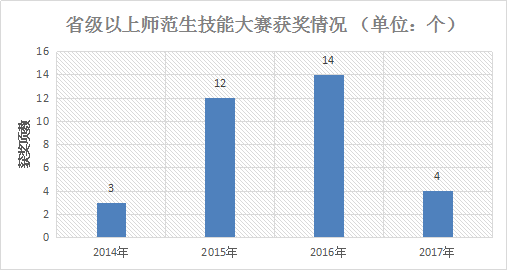 省级以上师范生技能大赛获奖情况 （单位：个）
获奖项数
16
14
12
10
8
6
4
2
0
3
12
14
4
2014年
2015年
2016年
2017年